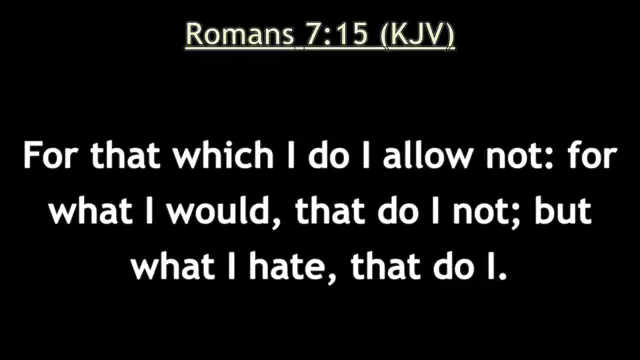 Romans 7:15 (KJV)
For that which I do I allow not: for
what I would, that do I not; but
what I hate, that do I.